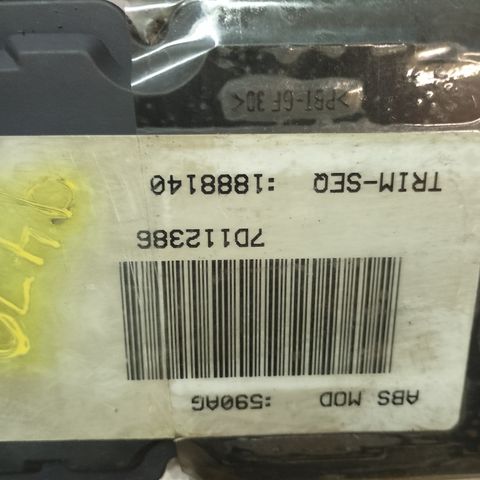 ABS MOD :590AG
7D112386
TRIM-SEQ :1888140
>PBT-GF30<